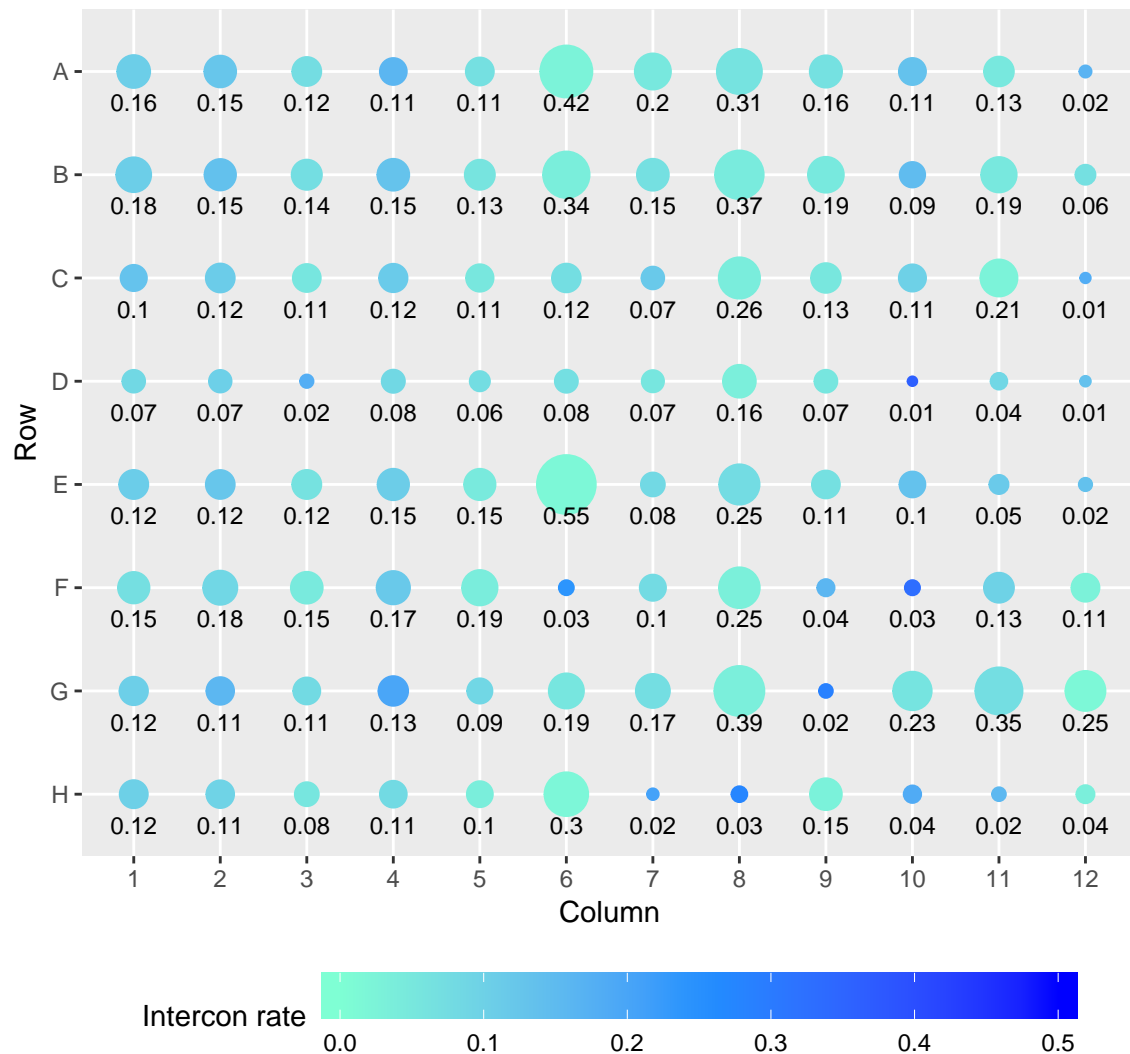 A
0.16 0.15 0.12 0.11 0.11 0.42 0.2 0.31 0.16 0.11 0.13 0.02
B
0.18 0.15 0.14 0.15 0.13 0.34 0.15 0.37 0.19 0.09 0.19 0.06
C
0.1 0.12 0.11 0.12 0.11 0.12 0.07 0.26 0.13 0.11 0.21 0.01
D
0.07 0.07 0.02 0.08 0.06 0.08 0.07 0.16 0.07 0.01 0.04 0.01
Row
E
0.12 0.12 0.12 0.15 0.15 0.55 0.08 0.25 0.11 0.1 0.05 0.02
F
0.15 0.18 0.15 0.17 0.19 0.03 0.1 0.25 0.04 0.03 0.13 0.11
G
0.12 0.11 0.11 0.13 0.09 0.19 0.17 0.39 0.02 0.23 0.35 0.25
H
0.12 0.11 0.08 0.11 0.1 0.3 0.02 0.03 0.15 0.04 0.02 0.04
1 2 3 4 5 6 7 8 9 10 11 12
Column
Intercon rate
0.0 0.1 0.2 0.3 0.4 0.5